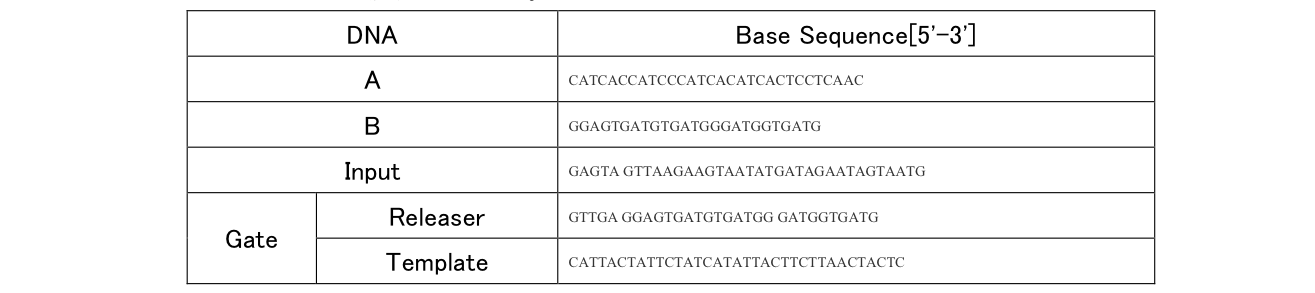 DNA Base Sequence[5'-3']
A CATCACCATCCCATCACATCACTCCTCAAC
B GGAGTGATGTGATGGGATGGTGATG
Input GAGTA GTTAAGAAGTAATATGATAGAATAGTAATG
Gate
Releaser GTTGA GGAGTGATGTGATGG GATGGTGATG
Template CATTACTATTCTATCATATTACTTCTTAACTACTC